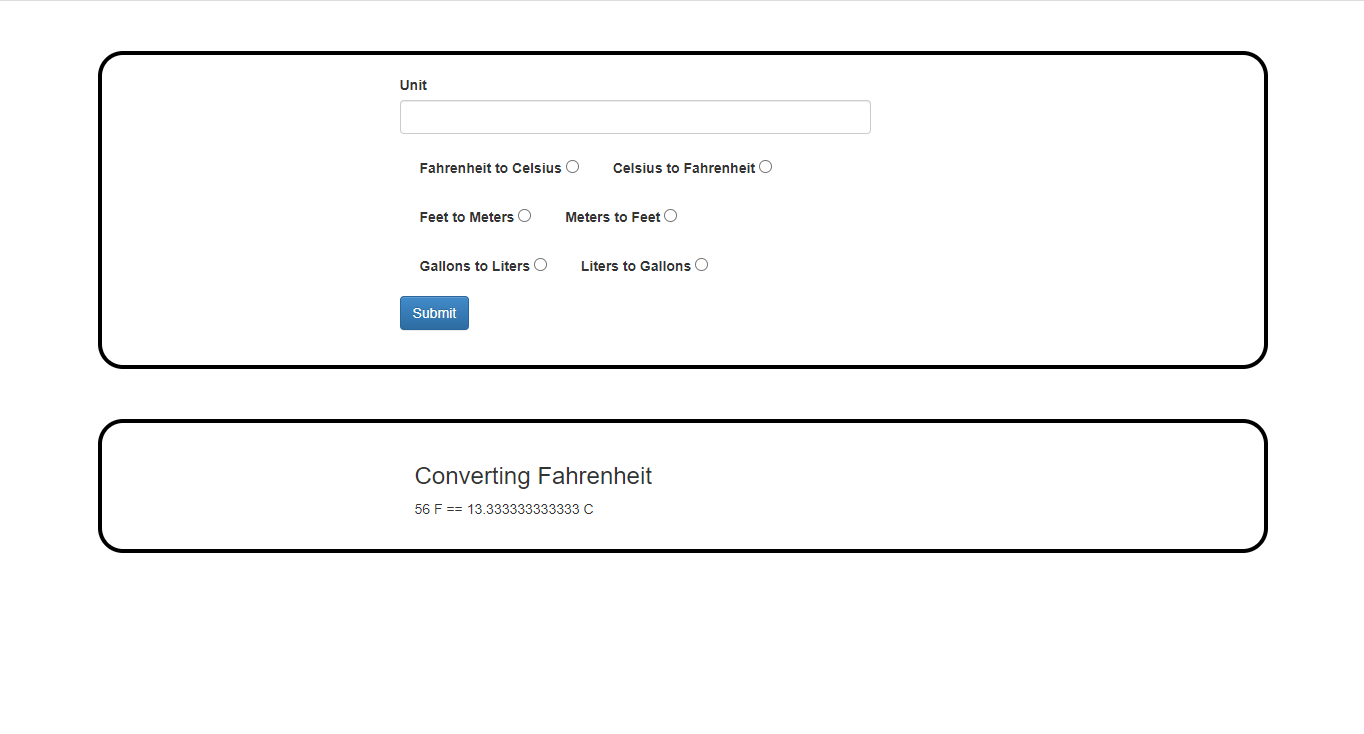 Unit
Fahrenheit to Celsius Celsius to Fahrenheit
Feet to Meters Meters to Feet
Gallons to Liters Liters to Gallons
Submit
Converting Fahrenheit
56 F == 13.333333333333 C